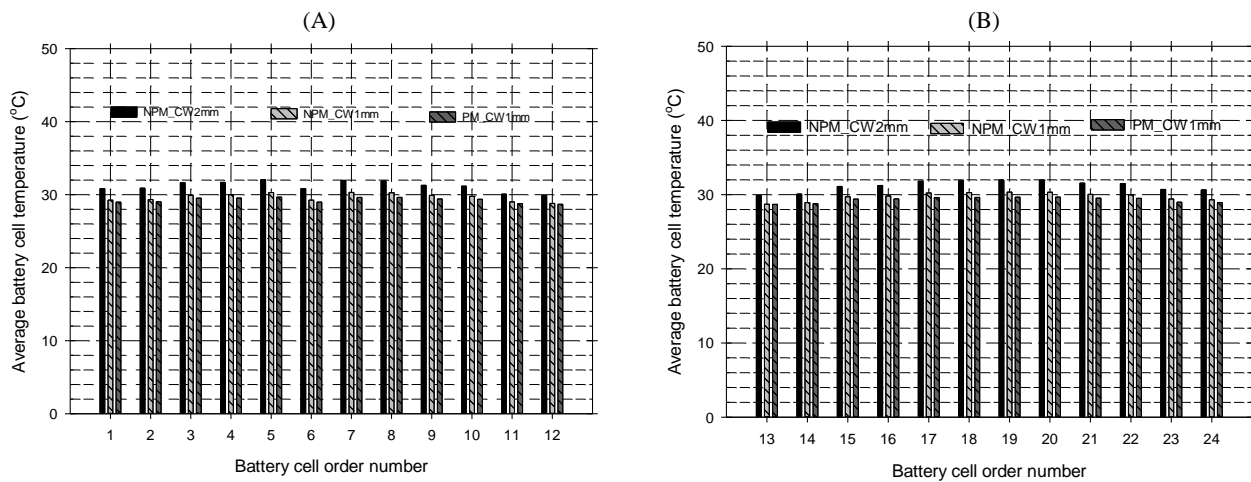 (A)
Average battery cell temperature (°C)
50
40
30
20
10
0
NPM_CW2mm NPM_CW1mm PM_CW1mm
1 2 3 4 5 6 7 8 9 10 11 12
Battery cell order number
(B)
Average battery cell temperature (°C)
50
40
30
20
10
0
NPM_CW2mm NPM_CW1mm PM_CW1mm
13 14 15 16 17 18 19 20 21 22 23 24
Battery cell order number